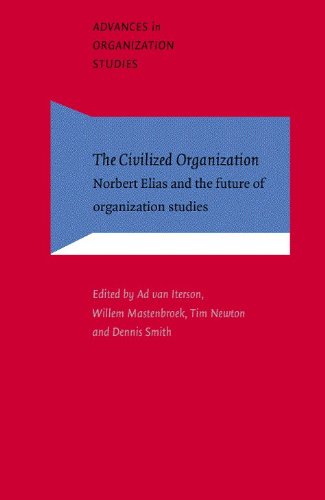 ADVANCES in
ORGANIZATION
STUDIES
The Civilized Organization
Norbert Elias and the future of
organization studies
Edited by Ad van Iterson,
Willem Mastenbroek, Tim Newton
and Dennis Smith